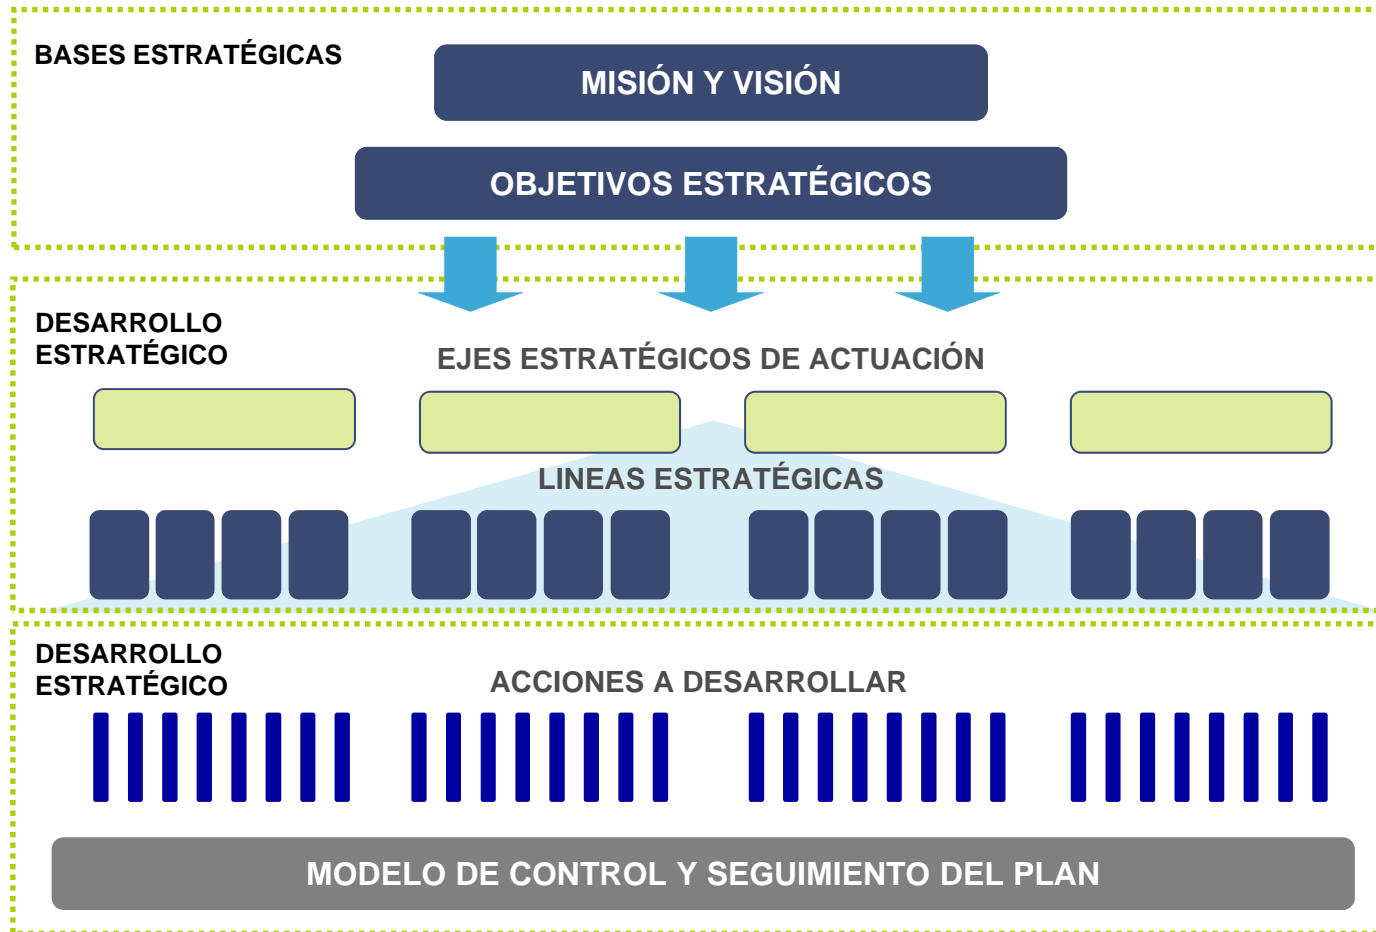 BASES ESTRATÉGICAS
MISIÓN Y VISIÓN
OBJETIVOS ESTRATÉGICOS
DESARROLLO
ESTRATÉGICO
EJES ESTRATÉGICOS DE ACTUACIÓN
LINEAS ESTRATÉGICAS
DESARROLLO
ESTRATÉGICO
ACCIONES A DESARROLLAR
MODELO DE CONTROL Y SEGUIMIENTO DEL PLAN